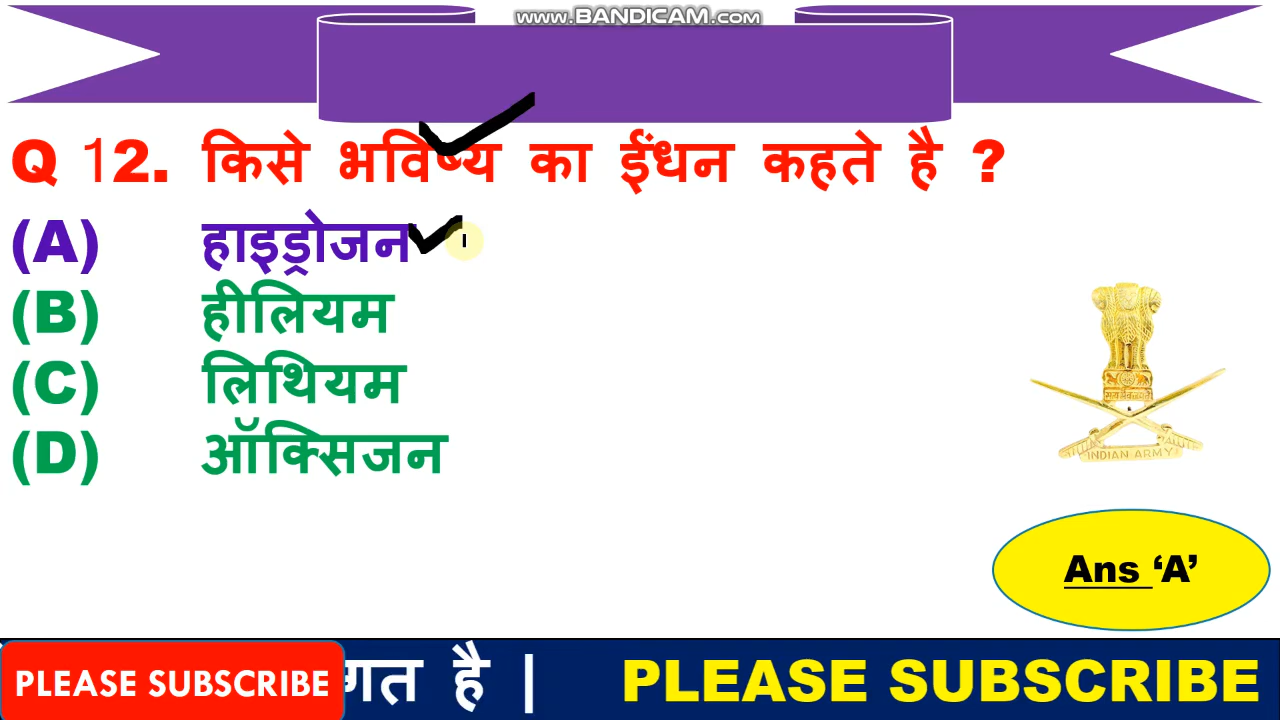 www.BANDICAM.com
Q 12. किसे भविष्य का ईंधन कहते है ?
(A) हाइड्रोजन
(B) हीलियम
(C) लिथियम
(D) ऑक्सिजन
INDIAN ARMY
Ans ‘A’
PLEASE SUBSCRIBE गत है | PLEASE SUBSCRIBE